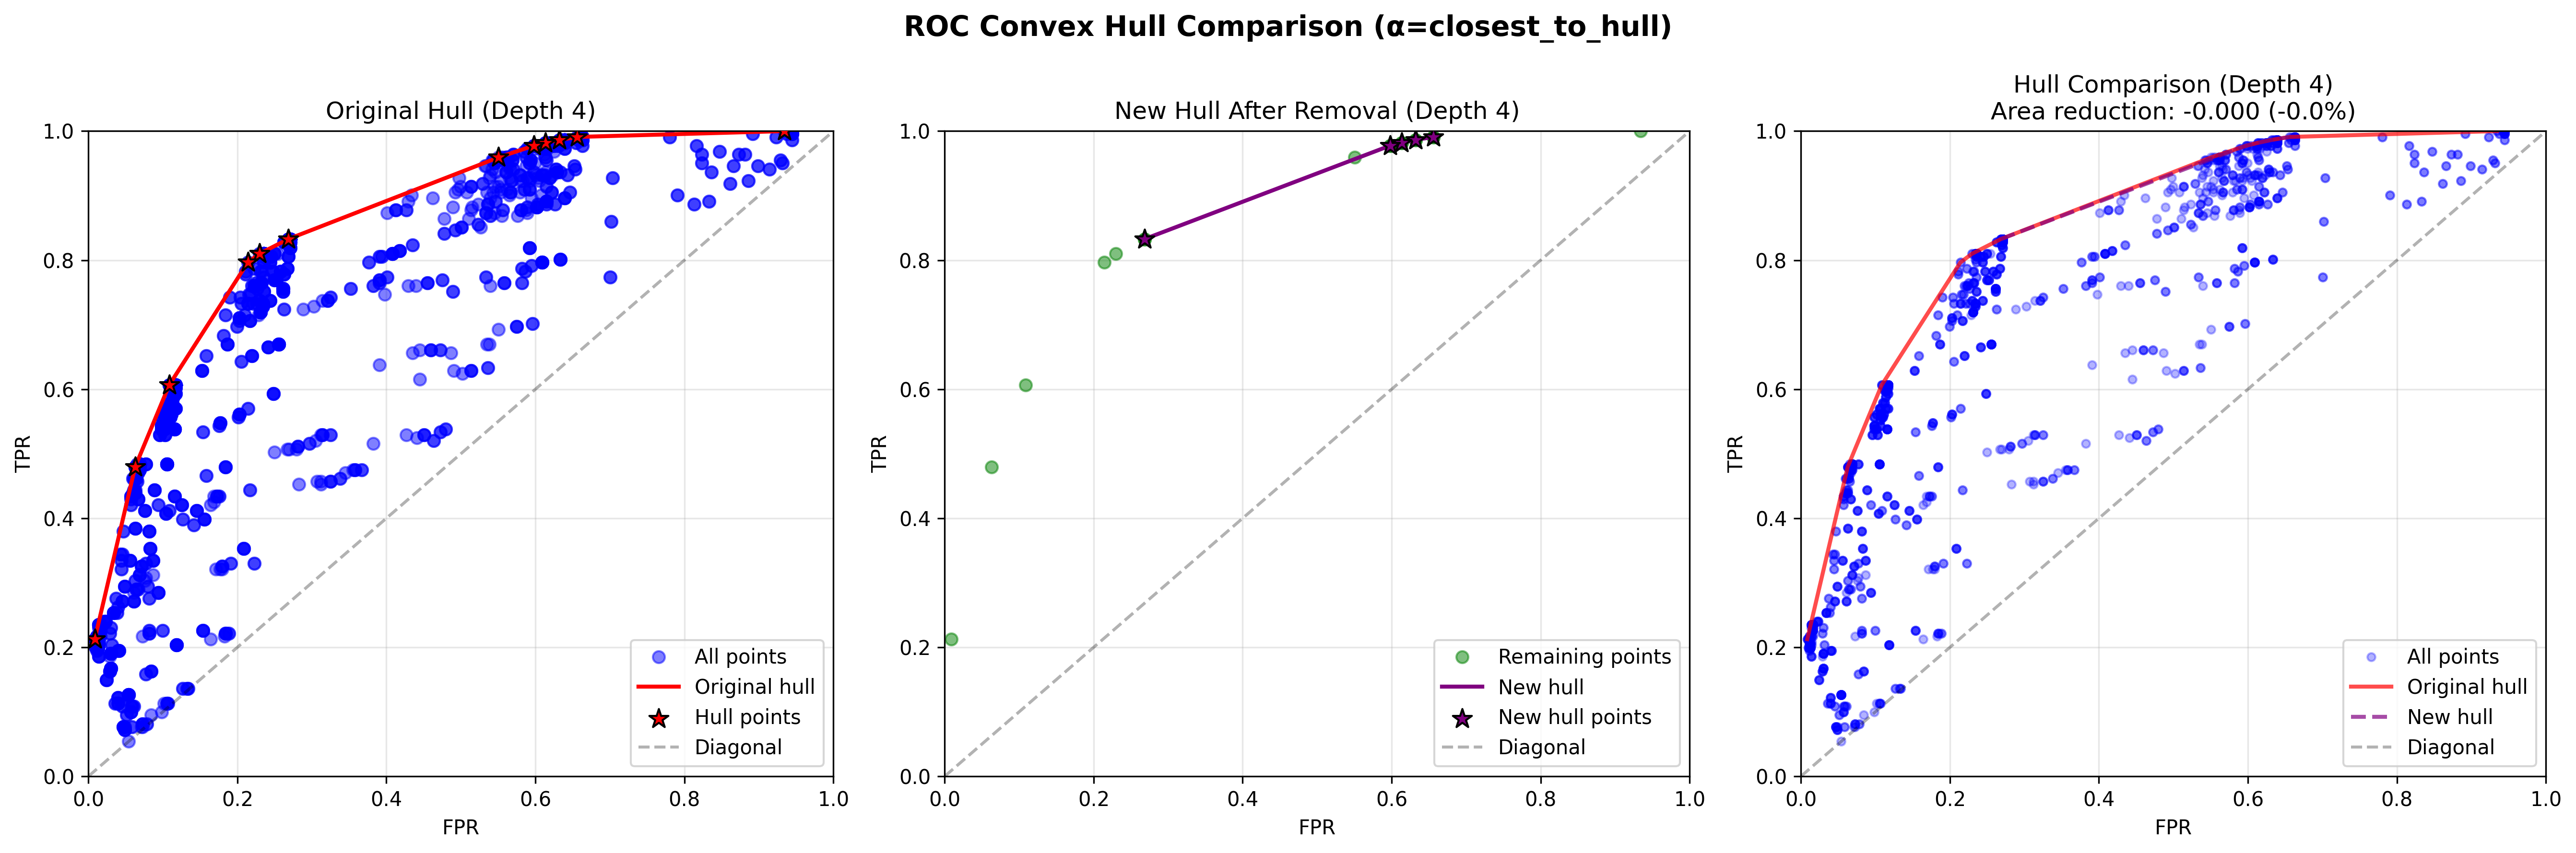 ROC Convex Hull Comparison (α=closest_to_hull)
Original Hull (Depth 4)
1.0
0.8
0.6
0.4
0.2
0.0
TPR
0.0 0.2 0.4 0.6 0.8 1.0
FPR
All points
Original hull
Hull points
Diagonal
New Hull After Removal (Depth 4)
1.0
0.8
0.6
0.4
0.2
0.0
TPR
0.0 0.2 0.4 0.6 0.8 1.0
FPR
Remaining points
New hull
New hull points
Diagonal
Hull Comparison (Depth 4)
Area reduction: -0.000 (-0.0%)
1.0
0.8
0.6
0.4
0.2
0.0
TPR
0.0 0.2 0.4 0.6 0.8 1.0
FPR
All points
Original hull
New hull
Diagonal